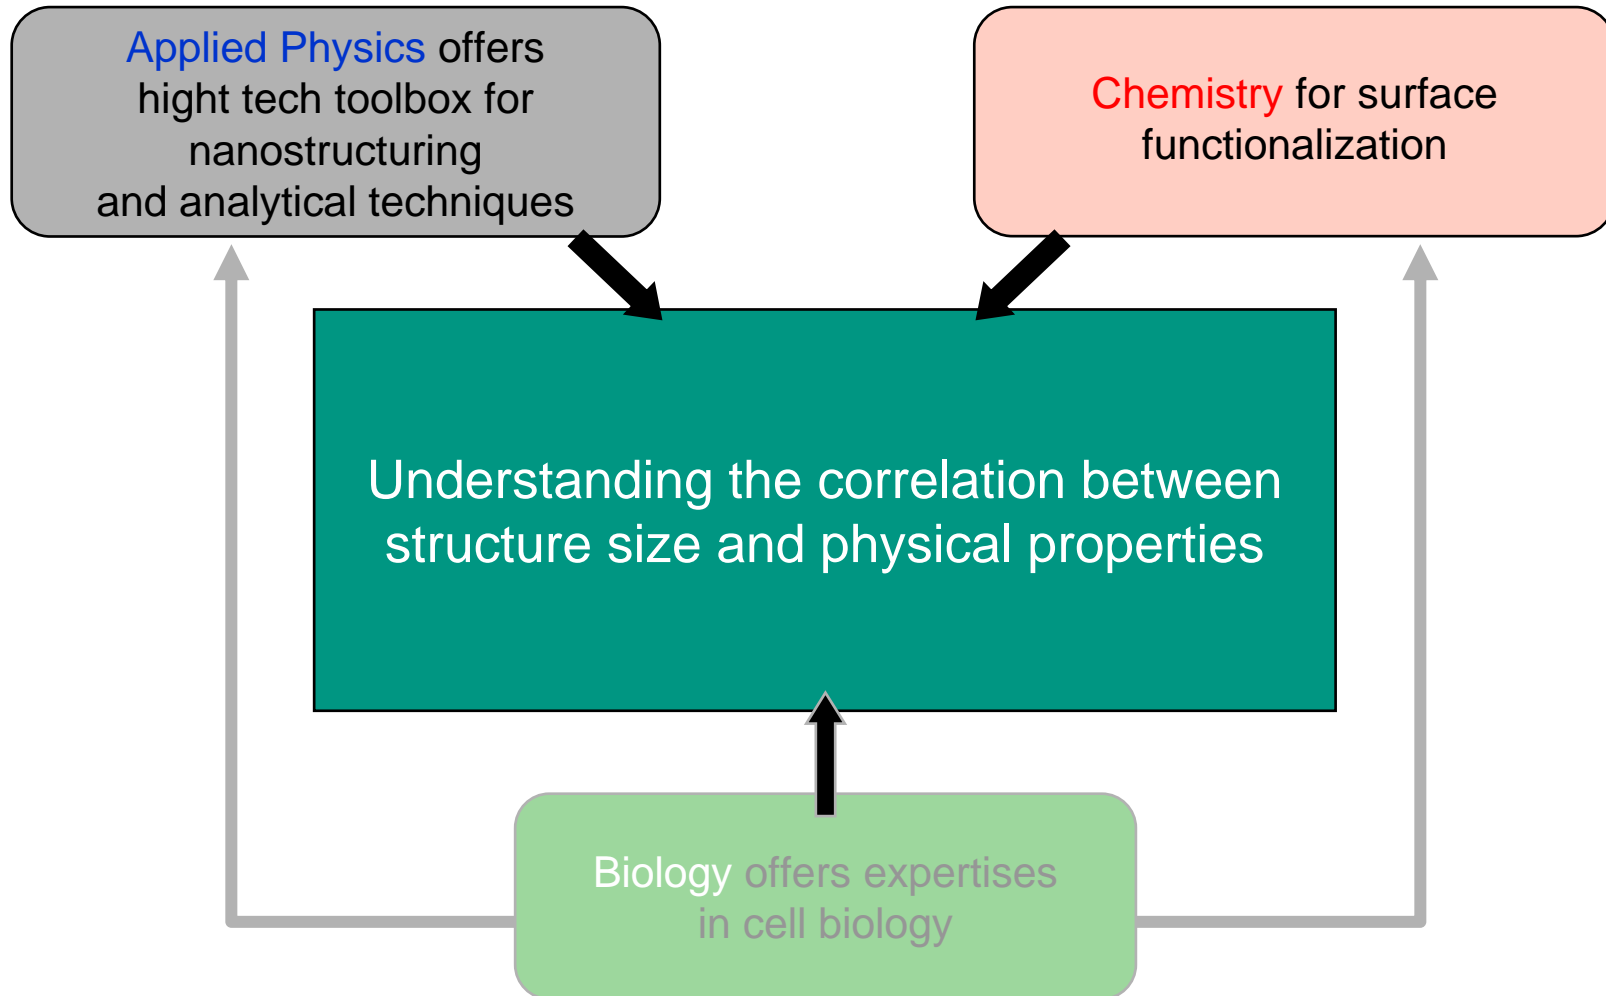 Applied Physics offers
hight tech toolbox for
nanostructuring
and analytical techniques
Chemistry for surface
functionalization
Understanding the correlation between
structure size and physical properties
Biology offers expertises
in cell biology